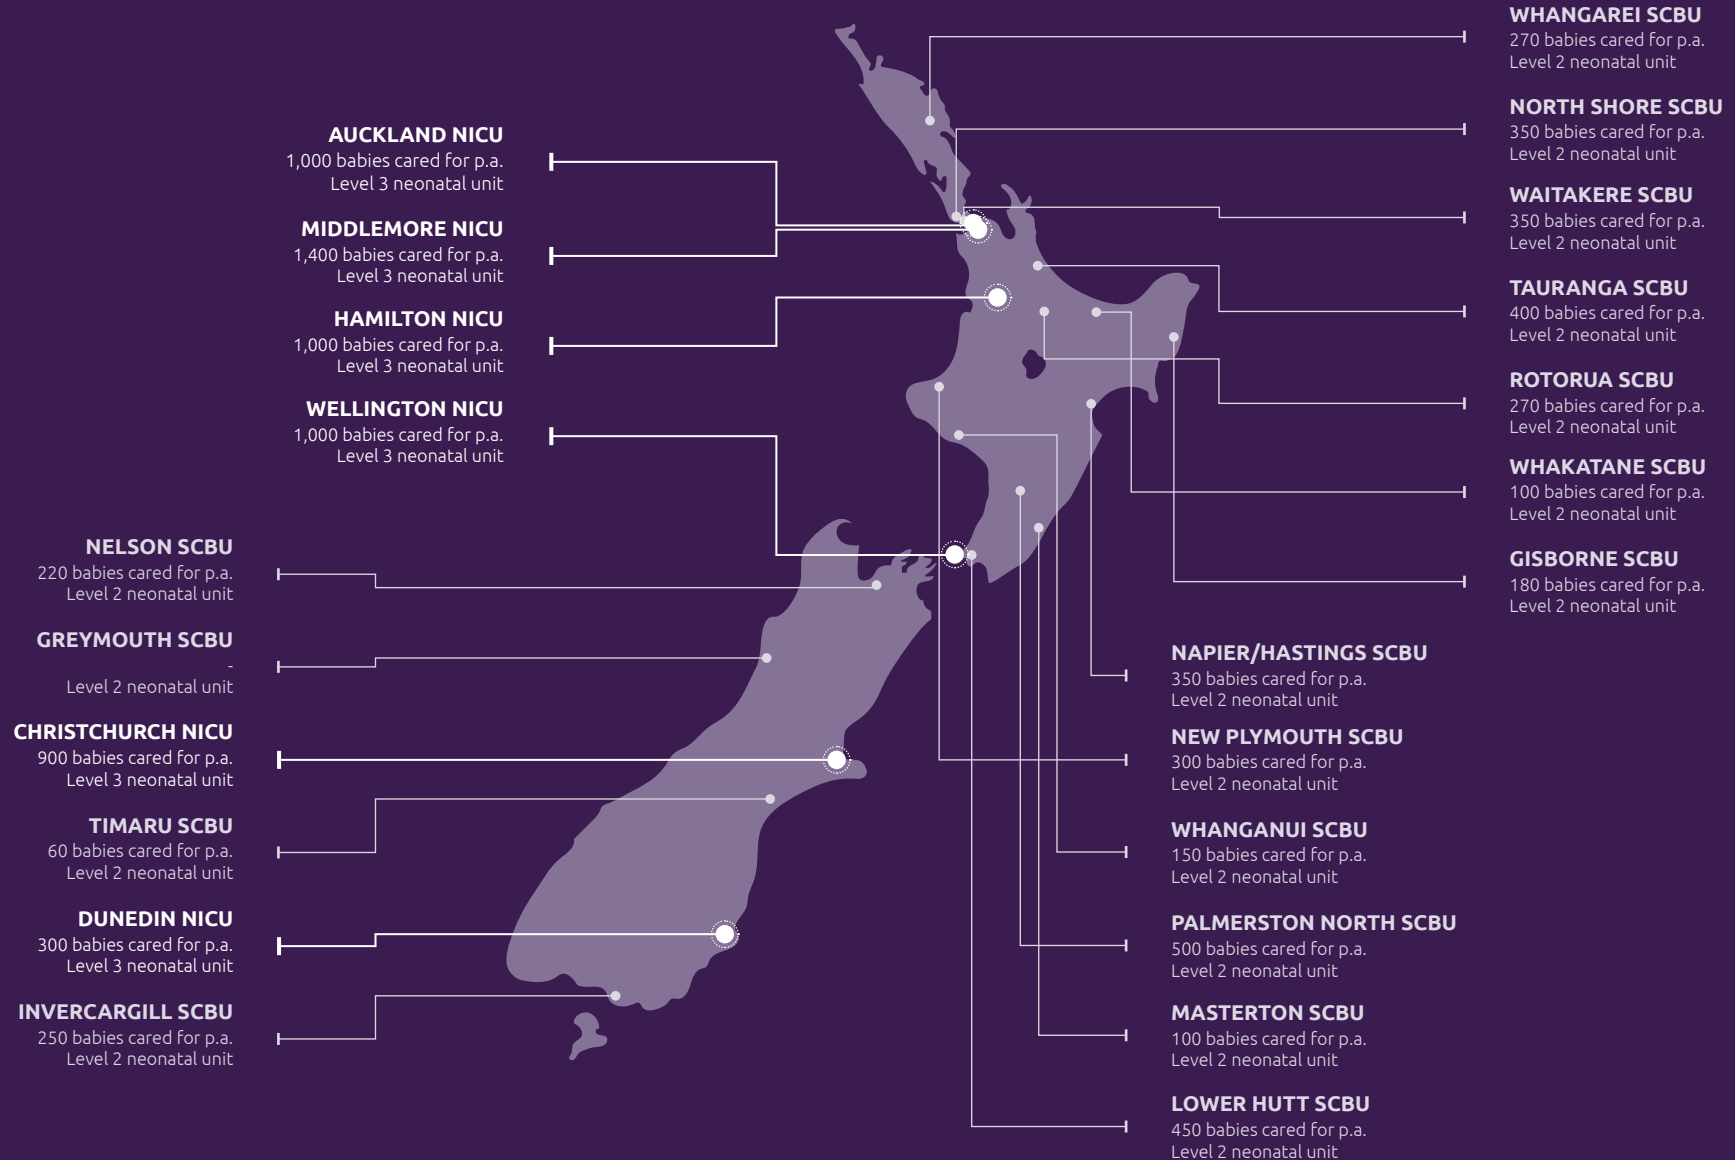 AUCKLAND NICU
1,000 babies cared for p.a.
Level 3 neonatal unit
MIDDLEMORE NICU
1,400 babies cared for p.a.
Level 3 neonatal unit
HAMILTON NICU
1,000 babies cared for p.a.
Level 3 neonatal unit
WELLINGTON NICU
1,000 babies cared for p.a.
Level 3 neonatal unit
NELSON SCBU
220 babies cared for p.a.
Level 2 neonatal unit
GREYMOUTH SCBU
-
Level 2 neonatal unit
CHRISTCHURCH NICU
900 babies cared for p.a.
Level 3 neonatal unit
TIMARU SCBU
60 babies cared for p.a.
Level 2 neonatal unit
DUNEDIN NICU
300 babies cared for p.a.
Level 3 neonatal unit
INVERCARGILL SCBU
250 babies cared for p.a.
Level 2 neonatal unit
WHANGAREI SCBU
270 babies cared for p.a.
Level 2 neonatal unit
NORTH SHORE SCBU
350 babies cared for p.a.
Level 2 neonatal unit
WAITAKERE SCBU
350 babies cared for p.a.
Level 2 neonatal unit
TAURANGA SCBU
400 babies cared for p.a.
Level 2 neonatal unit
ROTORUA SCBU
270 babies cared for p.a.
Level 2 neonatal unit
WHAKATANE SCBU
100 babies cared for p.a.
Level 2 neonatal unit
GISBORNE SCBU
180 babies cared for p.a.
Level 2 neonatal unit
NAPIER/HASTINGS SCBU
350 babies cared for p.a.
Level 2 neonatal unit
NEW PLYMOUTH SCBU
300 babies cared for p.a.
Level 2 neonatal unit
WHANGANUI SCBU
150 babies cared for p.a.
Level 2 neonatal unit
PALMERSTON NORTH SCBU
500 babies cared for p.a.
Level 2 neonatal unit
MASTERTON SCBU
100 babies cared for p.a.
Level 2 neonatal unit
LOWER HUTT SCBU
450 babies cared for p.a.
Level 2 neonatal unit